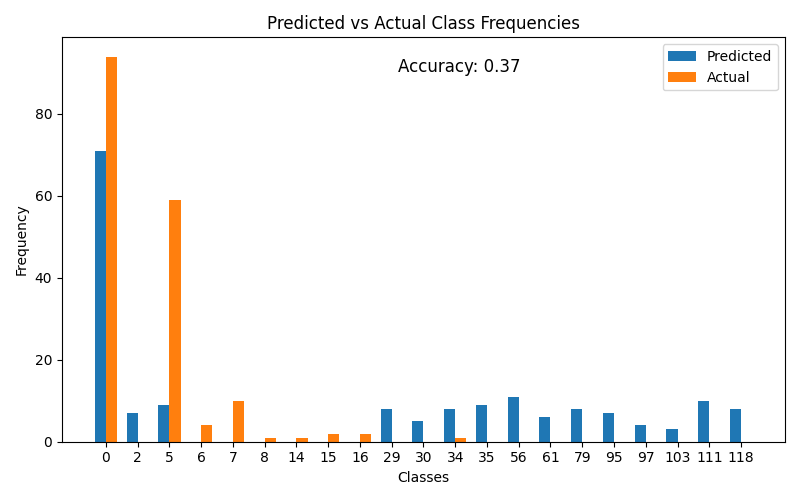 Predicted vs Actual Class Frequencies
Accuracy: 0.37
Predicted
Actual
Frequency
80
60
40
20
0
0 2 5 6 7 8 14 15 16 29 30 34 35 56 61 79 95 97 103 111 118
Classes